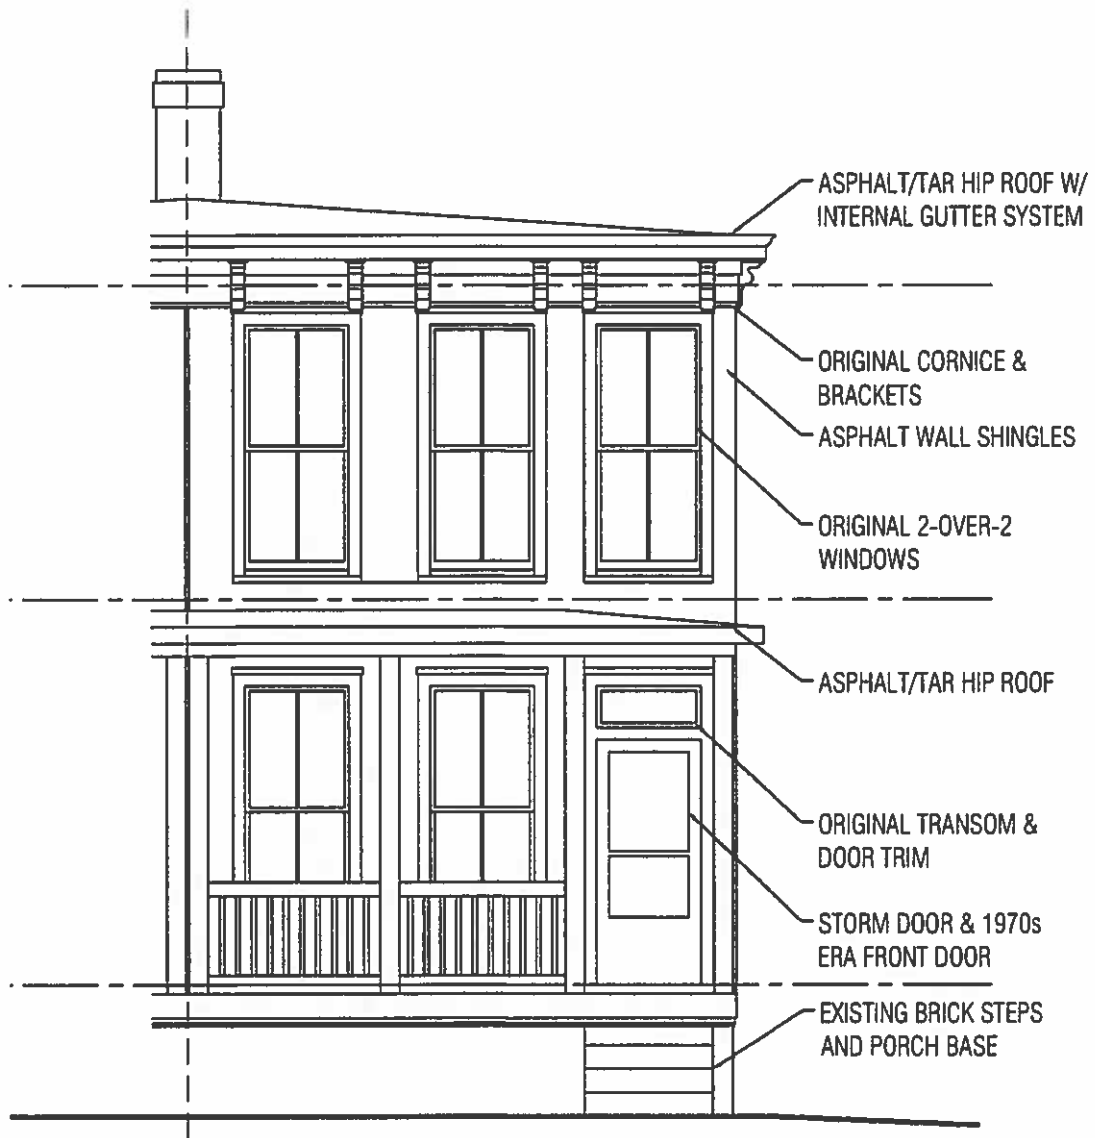 ASPHALT/TAR HIP ROOF W/
INTERNAL GUTTER SYSTEM
ORIGINAL CORNICE &
BRACKETS
ASPHALT WALL SHINGLES
ORIGINAL 2-OVER-2
WINDOWS
ASPHALT/TAR HIP ROOF
ORIGINAL TRANSOM &
DOOR TRIM
STORM DOOR & 1970s
ERA FRONT DOOR
EXISTING BRICK STEPS
AND PORCH BASE